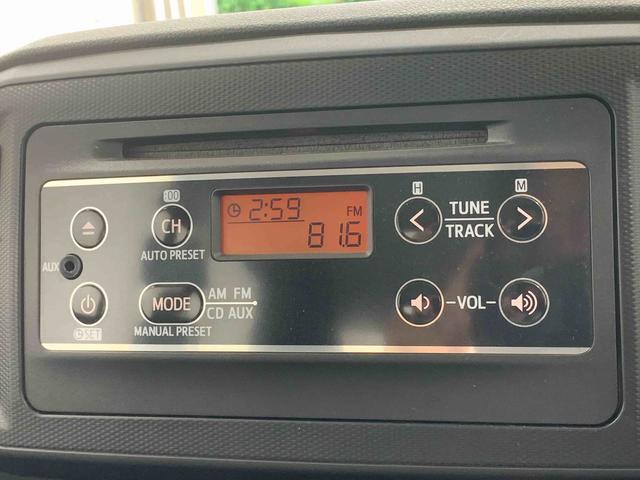 :00
H
M
2:59
FM
81.6
CH
AUTO PRESET
<
TUNE
TRACK
>
AUX
MODE
AM FM
CD AUX
MANUAL PRESET
VOL
SET